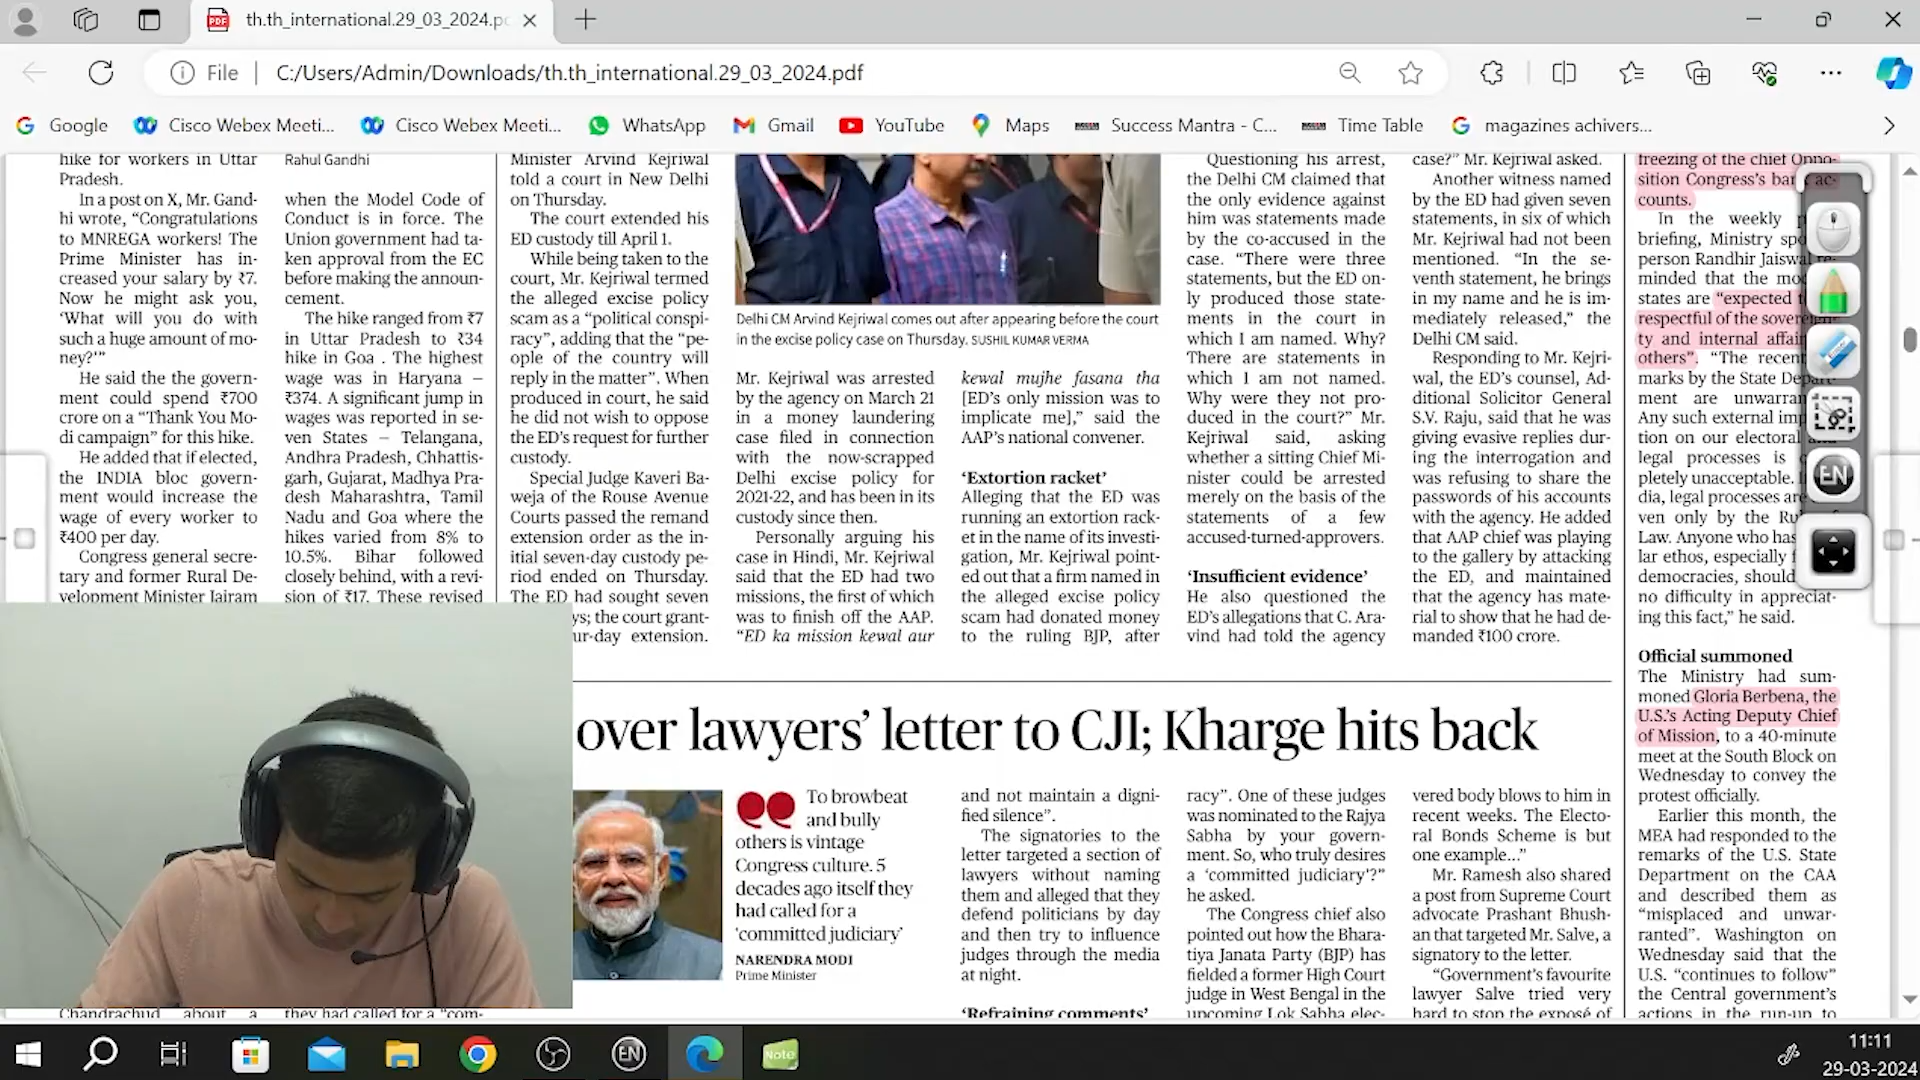 th.th_international.29_03_2024.p
File
C:/Users/Admin/Downloads/th.th_international.29_03_2024.pdf
Google
Cisco Webex Meeti...
Cisco Webex Meeti...
WhatsApp
Gmail
YouTube
Maps
Success Mantra - C...
Time Table
magazines achivers...
hike for workers in Uttar
Pradesh.
In a post on X, Mr. Gand-
hi wrote, “Congratulations
to MNREGA workers! The
Prime Minister has in-
creased your salary by ₹7.
Now he might ask you,
‘What will you do with
such a huge amount of mo-
ney?’”
He said the the govern-
ment could spend ₹700
crore on a “Thank You Mo-
di campaign” for this hike.
He added that if elected,
the INDIA bloc govern-
ment would increase the
wage of every worker to
₹400 per day.
Congress general secre-
tary and former Rural De-
velopment Minister Jairam
Chandrachud about a
Rahul Gandhi
when the Model Code of
Conduct is in force. The
Union government had ta-
ken approval from the EC
before making the announ-
cement.
The hike ranged from ₹7
in Uttar Pradesh to ₹34
hike in Goa . The highest
wage was in Haryana –
₹374. A significant jump in
wages was reported in se-
ven States – Telangana,
Andhra Pradesh, Chhattis-
garh, Gujarat, Madhya Pra-
desh Maharashtra, Tamil
Nadu and Goa where the
hikes varied from 8% to
10.5%. Bihar followed
closely behind, with a revi-
sion of ₹17. These revised
they had called for a “com-
Minister Arvind Kejriwal
told a court in New Delhi
on Thursday.
The court extended his
ED custody till April 1.
While being taken to the
court, Mr. Kejriwal termed
the alleged excise policy
scam as a “political conspi-
racy”, adding that the “pe-
ople of the country will
reply in the matter”. When
produced in court, he said
he did not wish to oppose
the ED’s request for further
custody.
Special Judge Kaveri Ba-
weja of the Rouse Avenue
Courts passed the remand
extension order as the in-
itial seven-day custody pe-
riod ended on Thursday.
The ED had sought seven
ys; the court grant-
ur-day extension.
Delhi CM Arvind Kejriwal comes out after appearing before the court
in the excise policy case on Thursday. SUSHIL KUMAR VERMA
Mr. Kejriwal was arrested
by the agency on March 21
in a money laundering
case filed in connection
with the now-scrapped
Delhi excise policy for
2021-22, and has been in its
custody since then.
Personally arguing his
case in Hindi, Mr. Kejriwal
said that the ED had two
missions, the first of which
was to finish off the AAP.
“ED ka mission kewal aur
kewal mujhe fasana tha
[ED’s only mission was to
implicate me],” said the
AAP’s national convener.
‘Extortion racket’
Alleging that the ED was
running an extortion rack-
et in the name of its investi-
gation, Mr. Kejriwal point-
ed out that a firm named in
the alleged excise policy
scam had donated money
to the ruling BJP, after
Questioning his arrest,
the Delhi CM claimed that
the only evidence against
him was statements made
by the co-accused in the
case. “There were three
statements, but the ED on-
ly produced those state-
ments in the court in
which I am named. Why?
There are statements in
which I am not named.
Why were they not pro-
duced in the court?” Mr.
Kejriwal said, asking
whether a sitting Chief Mi-
nister could be arrested
merely on the basis of the
statements of a few
accused-turned-approvers.
‘Insufficient evidence’
He also questioned the
ED’s allegations that C. Ara-
vind had told the agency
case?” Mr. Kejriwal asked.
Another witness named
by the ED had given seven
statements, in six of which
Mr. Kejriwal had not been
mentioned. “In the se-
venth statement, he brings
in my name and he is im-
mediately released,” the
Delhi CM said.
Responding to Mr. Kejri-
wal, the ED’s counsel, Ad-
ditional Solicitor General
S.V. Raju, said that he was
giving evasive replies dur-
ing the interrogation and
was refusing to share the
passwords of his accounts
with the agency. He added
that AAP chief was playing
to the gallery by attacking
the ED, and maintained
that the agency has mate-
rial to show that he had de-
manded ₹100 crore.
freezing of the chief Oppo-
sition Congress’s bank ac-
counts.
In the weekly
briefing, Ministry
person Randhir Jaiswal
minded that the
states are “expected
respectful of the
ty and internal
others”. “The recent
marks by the State Depart-
ment are
Any such external
tion on our electoral and
legal processes is
pletely unacceptable.
dia, legal processes are
ven only by the Rule
Law. Anyone who has
lar ethos, especially
democracies, should
no difficulty in appreciat-
ing this fact,” he said.
Official summoned
The Ministry had sum-
moned Gloria Berbena, the
U.S.’s Acting Deputy Chief
of Mission, to a 40-minute
meet at the South Block on
Wednesday to convey the
protest officially.
Earlier this month, the
MEA had responded to the
remarks of the U.S. State
Department on the CAA
and described them as
“misplaced and unwar-
ranted”. Washington on
Wednesday said that the
U.S. “continues to follow”
the Central government’s
actions in the run-up to
over lawyers’ letter to CJI; Kharge hits back
To browbeat
and bully
others is vintage
Congress culture. 5
decades ago itself they
had called for a
‘committed judiciary’
NARENDRA MODI
Prime Minister
and not maintain a digni-
fied silence”.
The signatories to the
letter targeted a section of
lawyers without naming
them and alleged that they
defend politicians by day
and then try to influence
judges through the media
at night.
‘Refraining comments’
racy”. One of these judges
was nominated to the Rajya
Sabha by your govern-
ment. So, who truly desires
a ‘committed judiciary’?”
he asked.
The Congress chief also
pointed out how the Bhara-
tiya Janata Party (BJP) has
fielded a former High Court
judge in West Bengal in the
upcoming Lok Sabha elec-
vered body blows to him in
recent weeks. The Electo-
ral Bonds Scheme is but
one example...”
Mr. Ramesh also shared
a post from Supreme Court
advocate Prashant Bhush-
an that targeted Mr. Salve, a
signatory to the letter.
“Government’s favourite
lawyer Salve tried very
hard to stop the exposé of
EN
EN
Note
11:11
29-03-2024